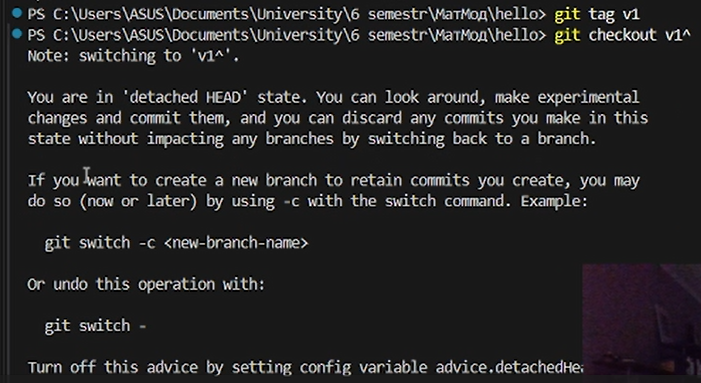 PS C:\Users\ASUS\Documents\University\6 semestr\МатМод\hello> git tag v1
PS C:\Users\ASUS\Documents\University\6 semestr\МатМод\hello> git checkout v1^
Note: switching to 'v1^'.
You are in 'detached HEAD' state. You can look around, make experimental
changes and commit them, and you can discard any commits you make in this
state without impacting any branches by switching back to a branch.
If you want to create a new branch to retain commits you create, you may
do so (now or later) by using -c with the switch command. Example:
git switch -c <new-branch-name>
Or undo this operation with:
git switch -
Turn off this advice by setting config variable advice.detachedHea